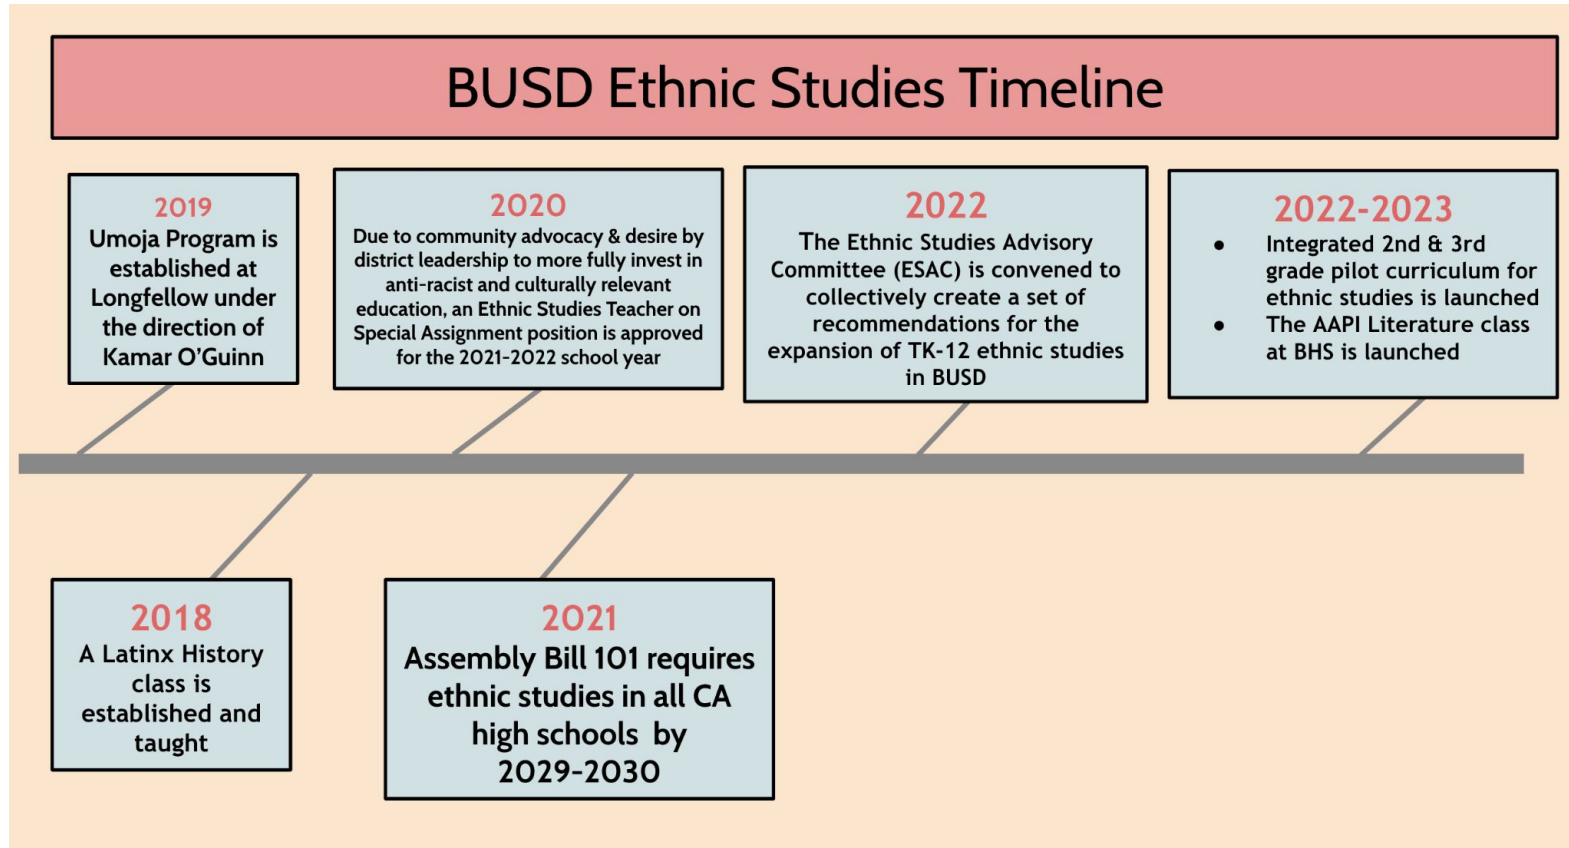 BUSD Ethnic Studies Timeline
2019
Umoja Program is
established at
Longfellow under
the direction of
Kamar O’Guinn
2020
Due to community advocacy & desire by
district leadership to more fully invest in
anti-racist and culturally relevant
education, an Ethnic Studies Teacher on
Special Assignment position is approved
for the 2021-2022 school year
2022
The Ethnic Studies Advisory
Committee (ESAC) is convened to
collectively create a set of
recommendations for the
expansion of TK-12 ethnic studies
in BUSD
2022-2023
● Integrated 2nd & 3rd
grade pilot curriculum for
ethnic studies is launched
● The AAPI Literature class
at BHS is launched
2018
A Latinx History
class is
established and
taught
2021
Assembly Bill 101 requires
ethnic studies in all CA
high schools by
2029-2030